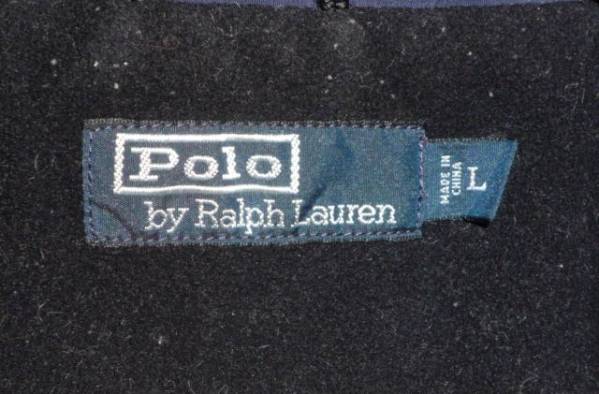 Polo
by Ralph Lauren
MADE IN
CHINA
L